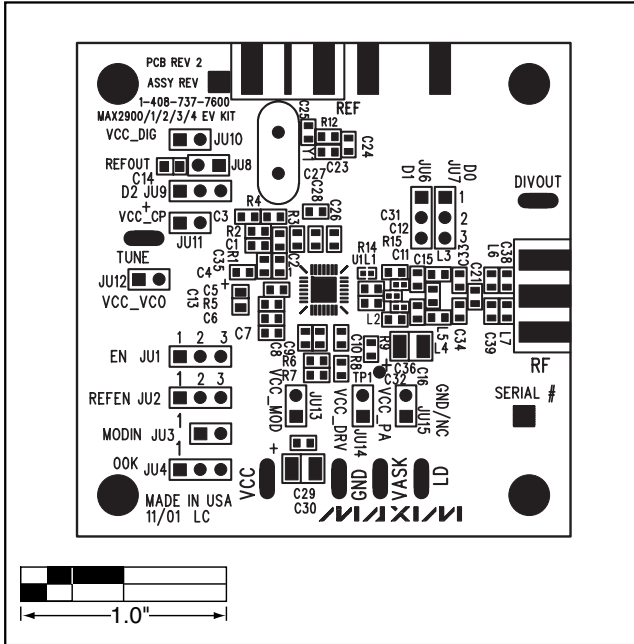 PCB REV 2
ASSY REV
1-408-737-7600
MAX2900/1/2/3/4 EV KIT
REF
VCC_DIG
JU10
REFOUT
JU8
C14
D2 JU9
+
VCC_CP
JU11
TUNE
JU12
VCC_VCO
C25
R12
Y1
C23
C24
C27
C28
C26
R4
C3
R2
C1
R3
C2
C35
R1
C4
+
C13
C5
R5
C6
C7
D1
JU6
JU7
D0
1
2
3
C31
C12
R15
R14
U1
L1
C11
C15
L3
C33
C21
L6
C38
L2
L5
L4
C34
C39
L7
DIVOUT
RF
SERIAL #
1 2 3
EN JU1
1 2 3
REFEN JU2
1
MODIN JU3
1
OOK JU4
C8
C9
R6
R7
C10
R8
R9
C36
C32
+
C16
TP1
VCC_MOD
JU13
VCC_DRV
JU14
VCC_PA
JU15
GND/NC
+
C29
C30
VCC
GND
VASK
LD
MADE IN USA
11/01 LC
MAXIM
1.0"